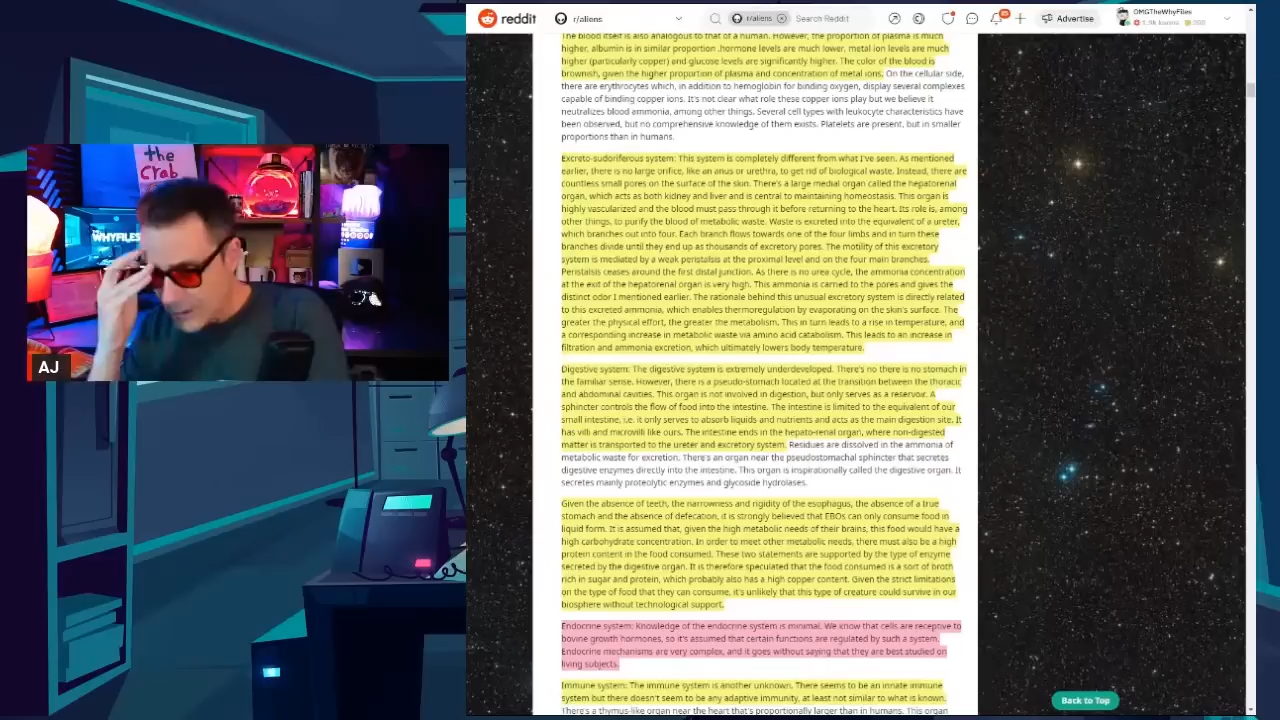 reddit
r/aliens
r/aliens
Search Reddit
Advertise
OMGTheWhyFiles
The blood itself is also analogous to that of a human. However, the proportion of plasma is much
higher, albumin is in similar proportion ,hormone levels are much lower, metal ion levels are much
higher (particularly copper) and glucose levels are significantly higher. The color of the blood is
brownish, given the higher proportion of plasma and concentration of metal ions. On the cellular side,
there are erythrocytes which, in addition to hemoglobin for binding oxygen, display several complexes
capable of binding copper ions. It's not clear what role these copper ions play but we believe it
neutralizes blood ammonia, among other things. Several cell types with leukocyte characteristics have
been observed, but no comprehensive knowledge of them exists. Platelets are present, but in smaller
proportions than in humans.
Excreto-sudoriferous system: This system is completely different from what I've seen. As mentioned
earlier, there is no large orifice, like an anus or urethra, to get rid of biological waste. Instead, there are
countless small pores on the surface of the skin. There's a large medial organ called the hepatorenal
organ, which acts as both kidney and liver and is central to maintaining homeostasis. This organ is
highly vascularized and the blood must pass through it before returning to the heart. Its role is, among
other things, to purify the blood of metabolic waste. Waste is excreted into the equivalent of a ureter,
which branches out into four. Each branch flows towards one of the four limbs and in turn these
branches divide until they end up as thousands of excretory pores. The motility of this excretory
system is mediated by a weak peristalsis at the proximal level and on the four main branches.
Peristalsis ceases around the first distal junction. As there is no urea cycle, the ammonia concentration
at the exit of the hepatorenal organ is very high. This ammonia is carried to the pores and gives the
distinct odor I mentioned earlier. The rationale behind this unusual excretory system is directly related
to this excreted ammonia, which enables thermoregulation by evaporating on the skin's surface. The
greater the physical effort, the greater the metabolism. This in turn leads to a rise in temperature, and
a corresponding increase in metabolic waste via amino acid catabolism. This leads to an increase in
filtration and ammonia excretion, which ultimately lowers body temperature.
Digestive system: The digestive system is extremely underdeveloped. There's no there is no stomach in
the familiar sense. However, there is a pseudo-stomach located at the transition between the thoracic
and abdominal cavities. This organ is not involved in digestion, but only serves as a reservoir. A
sphincter controls the flow of food into the intestine. The intestine is limited to the equivalent of our
small intestine, i.e. it only serves to absorb liquids and nutrients and acts as the main digestion site. It
has villi and microvilli like ours. The intestine ends in the hepato-renal organ, where non-digested
matter is transported to the ureter and excretory system. Residues are dissolved in the ammonia of
metabolic waste for excretion. There's an organ near the pseudostomachal sphincter that secretes
digestive enzymes directly into the intestine. This organ is inspirationally called the digestive organ. It
secretes mainly proteolytic enzymes and glycoside hydrolases.
Given the absence of teeth, the narrowness and rigidity of the esophagus, the absence of a true
stomach and the absence of defecation, it is strongly believed that EBOs can only consume food in
liquid form. It is assumed that, given the high metabolic needs of their brains, this food would have a
high carbohydrate concentration. In order to meet other metabolic needs, there must also be a high
protein content in the food consumed. These two statements are supported by the type of enzyme
secreted by the digestive organ. It is therefore speculated that the food consumed is a sort of broth
rich in sugar and protein, which probably also has a high copper content. Given the strict limitations
on the type of food that they can consume, it's unlikely that this type of creature could survive in our
biosphere without technological support.
Endocrine system: Knowledge of the endocrine system is minimal. We know that cells are receptive to
bovine growth hormones, so it's assumed that certain functions are regulated by such a system.
Endocrine mechanisms are very complex, and it goes without saying that they are best studied on
living subjects.
Immune system: The immune system is another unknown. There seems to be an innate immune
system but there doesn't seem to be any adaptive immunity, at least not similar to what is known.
There's a thymus-like organ near the heart that's proportionally larger than in humans. This organ
Back to Top
the
Crab
WHYFILES
AJ